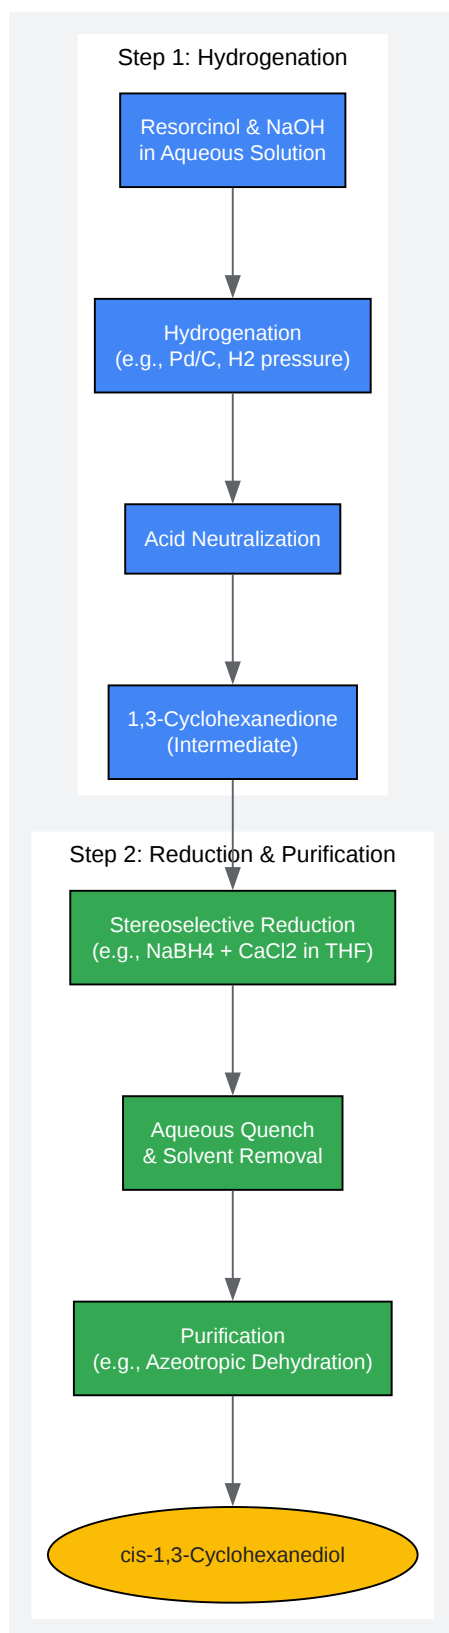 Step 1: Hydrogenation
Resorcinol & NaOH
in Aqueous Solution
Hydrogenation
(e.g., Pd/C, H2 pressure)
Acid Neutralization
1,3-Cyclohexanedione
(Intermediate)
Step 2: Reduction & Purification
Stereoselective Reduction
(e.g., NaBH4 + CaCl2 in THF)
Aqueous Quench
& Solvent Removal
Purification
(e.g., Azeotropic Dehydration)
cis-1,3-Cyclohexanediol